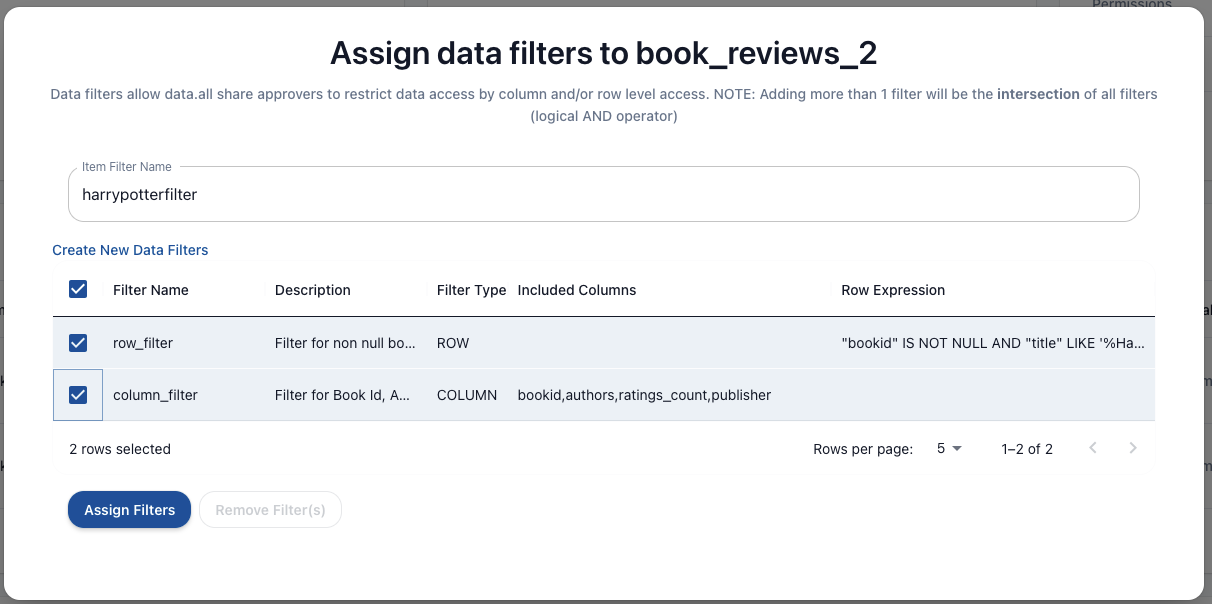 Permissions
Assign data filters to book_reviews_2
Data filters allow data.all share approvers to restrict data access by column and/or row level access. NOTE: Adding more than 1 filter will be the intersection of all filters
(logical AND operator)
Item Filter Name
harrypotterfilter
Create New Data Filters
Filter Name Description Filter Type Included Columns Row Expression
row_filter Filter for non null bo... ROW "bookid" IS NOT NULL AND "title" LIKE '%Ha...
column_filter Filter for Book Id, A... COLUMN bookid,authors,ratings_count,publisher
2 rows selected Rows per page: 5 1–2 of 2
Assign Filters Remove Filter(s)